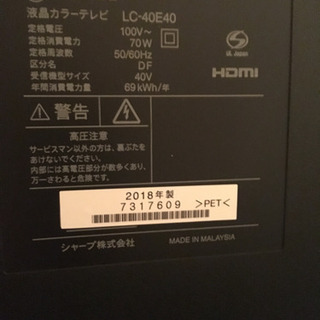 液晶カラーテレビ LC-40E40
定格電圧 100V～
定格消費電力 70W
定格周波数 50/60Hz
区分名 DF
受信機型サイズ 40V
年間消費電力量 69kWh/年
JAPAN
HDMI
警告
高圧注意
サービスマン以外の方は、裏ぶたを
あけないでください。
内部には高電圧部分が数多くあり、
万一さわると危険です。
2018年製
7317609 >PET<
シャープ株式会社 MADE IN MALAYSIA